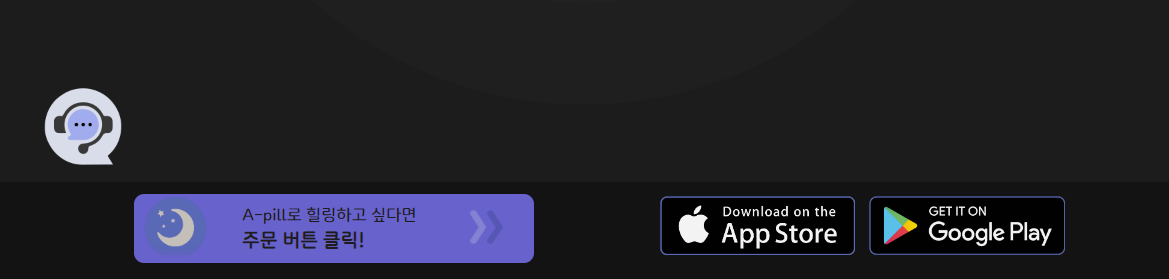 A-pill로 힐링하고 싶다면
주문 버튼 클릭!
Download on the
App Store
GET IT ON
Google Play